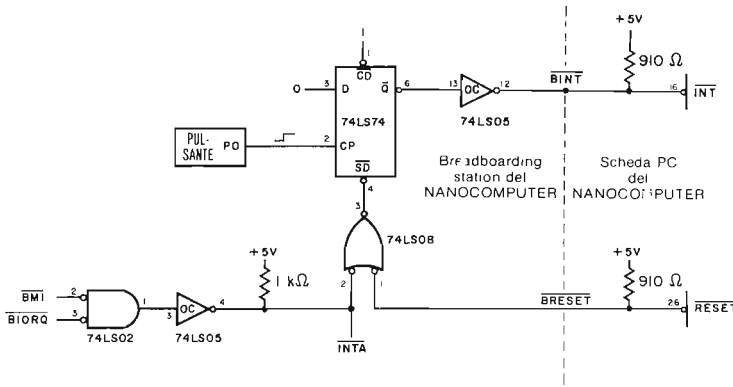 +5V
1
CD
910 Ω
0
3
D
Q
6
13
OC
12
BINT
16
INT
74LS74
74LS05
PUL-
SANTE
PO
2
CP
SD
4
Breadboarding
station del
NANOCOMPUTER
Scheda PC
del
NANOCOMPUTER
3
74LS08
+5V
1 kΩ
+5V
910 Ω
2
1
BMI
2
BIORQ
3
1
3
OC
4
BRESET
26
RESET
74LS02
74LS05
INTA